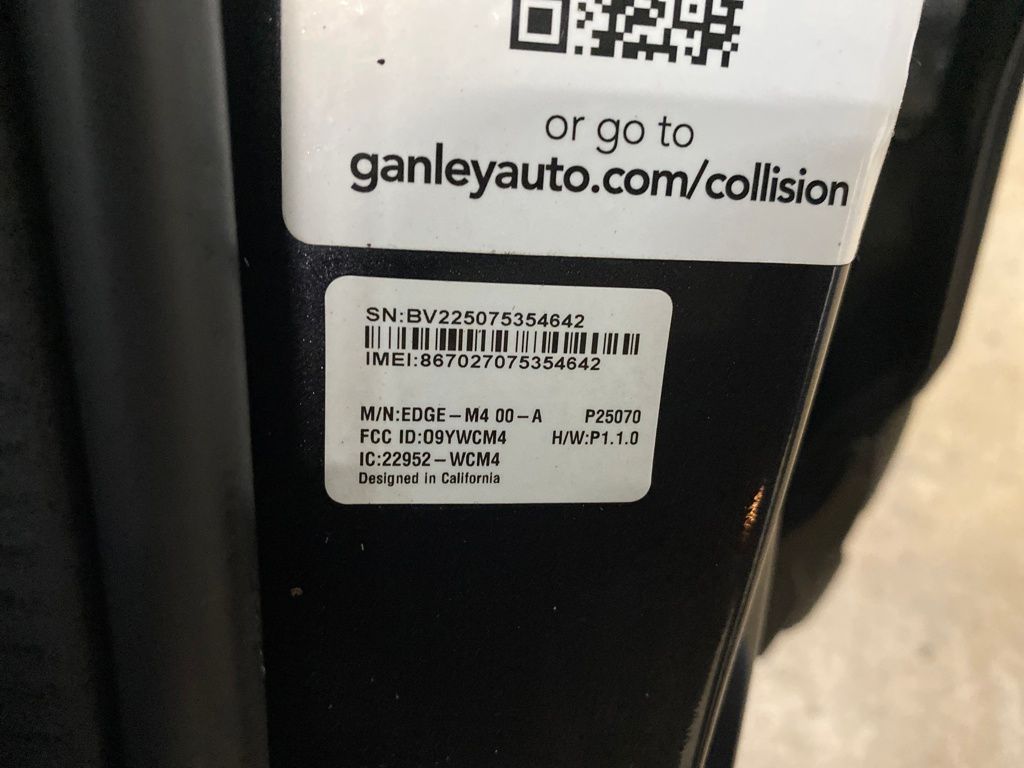 or go to
ganleyauto.com/collision
SN:BV225075354642
IMEI:867027075354642
M/N:EDGE-M4 00-A P25070
FCC ID:O9YWCM4 H/W:P1.1.0
IC:22952-WCM4
Designed in California